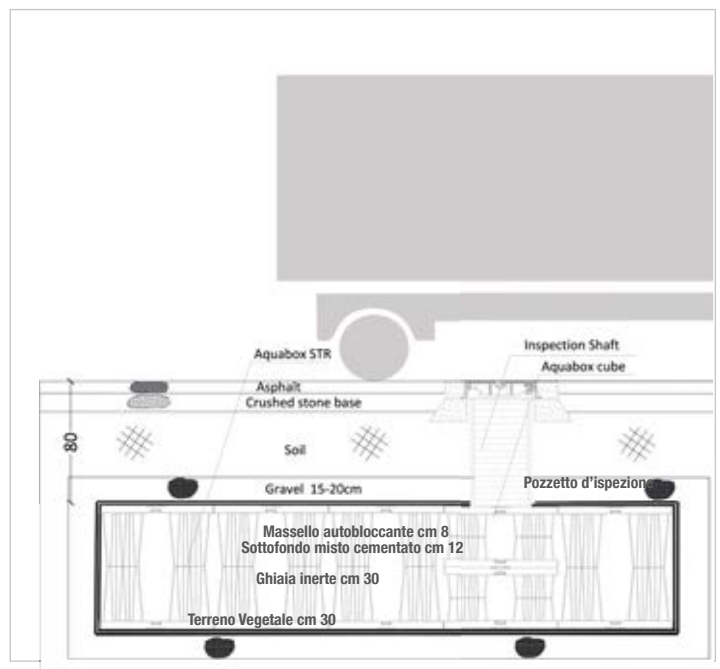 Aquabox STR
Inspection Shaft
Aquabox cube
Asphalt
Crushed stone base
80
Soil
Gravel 15-20cm
Pozzetto d'ispezione
Massello autobloccante cm 8
Sottofondo misto cementato cm 12
Ghiaia inerte cm 30
Terreno Vegetale cm 30